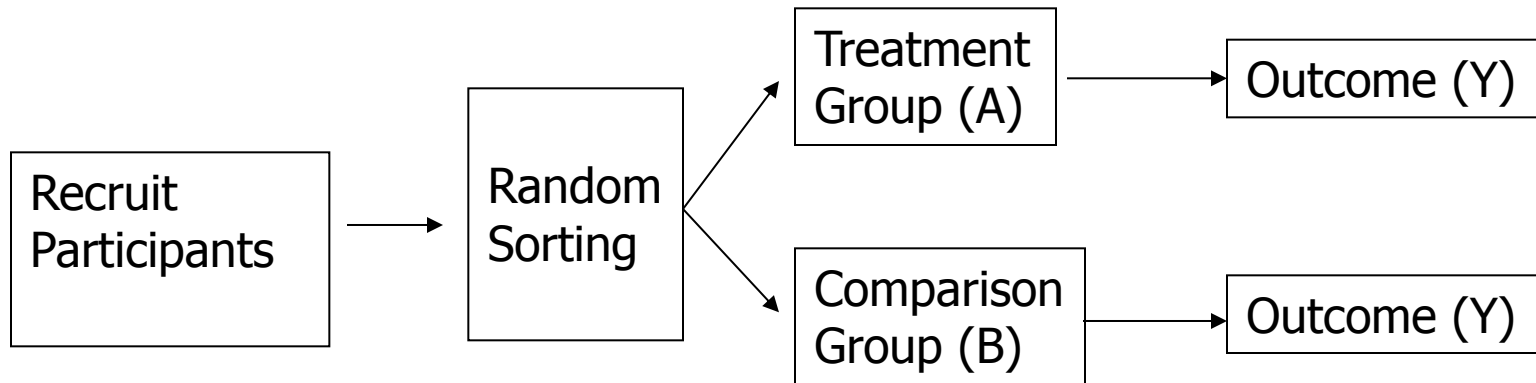 Recruit
Participants
Random
Sorting
Treatment
Group (A)
Outcome (Y)
Comparison
Group (B)
Outcome (Y)